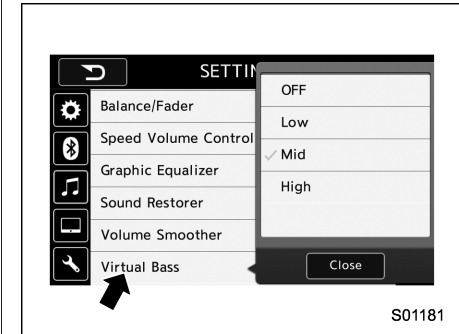 SETTIN
Balance/Fader
Speed Volume Control
Graphic Equalizer
Sound Restorer
Volume Smoother
Virtual Bass
OFF
Low
Mid
High
Close
S01181